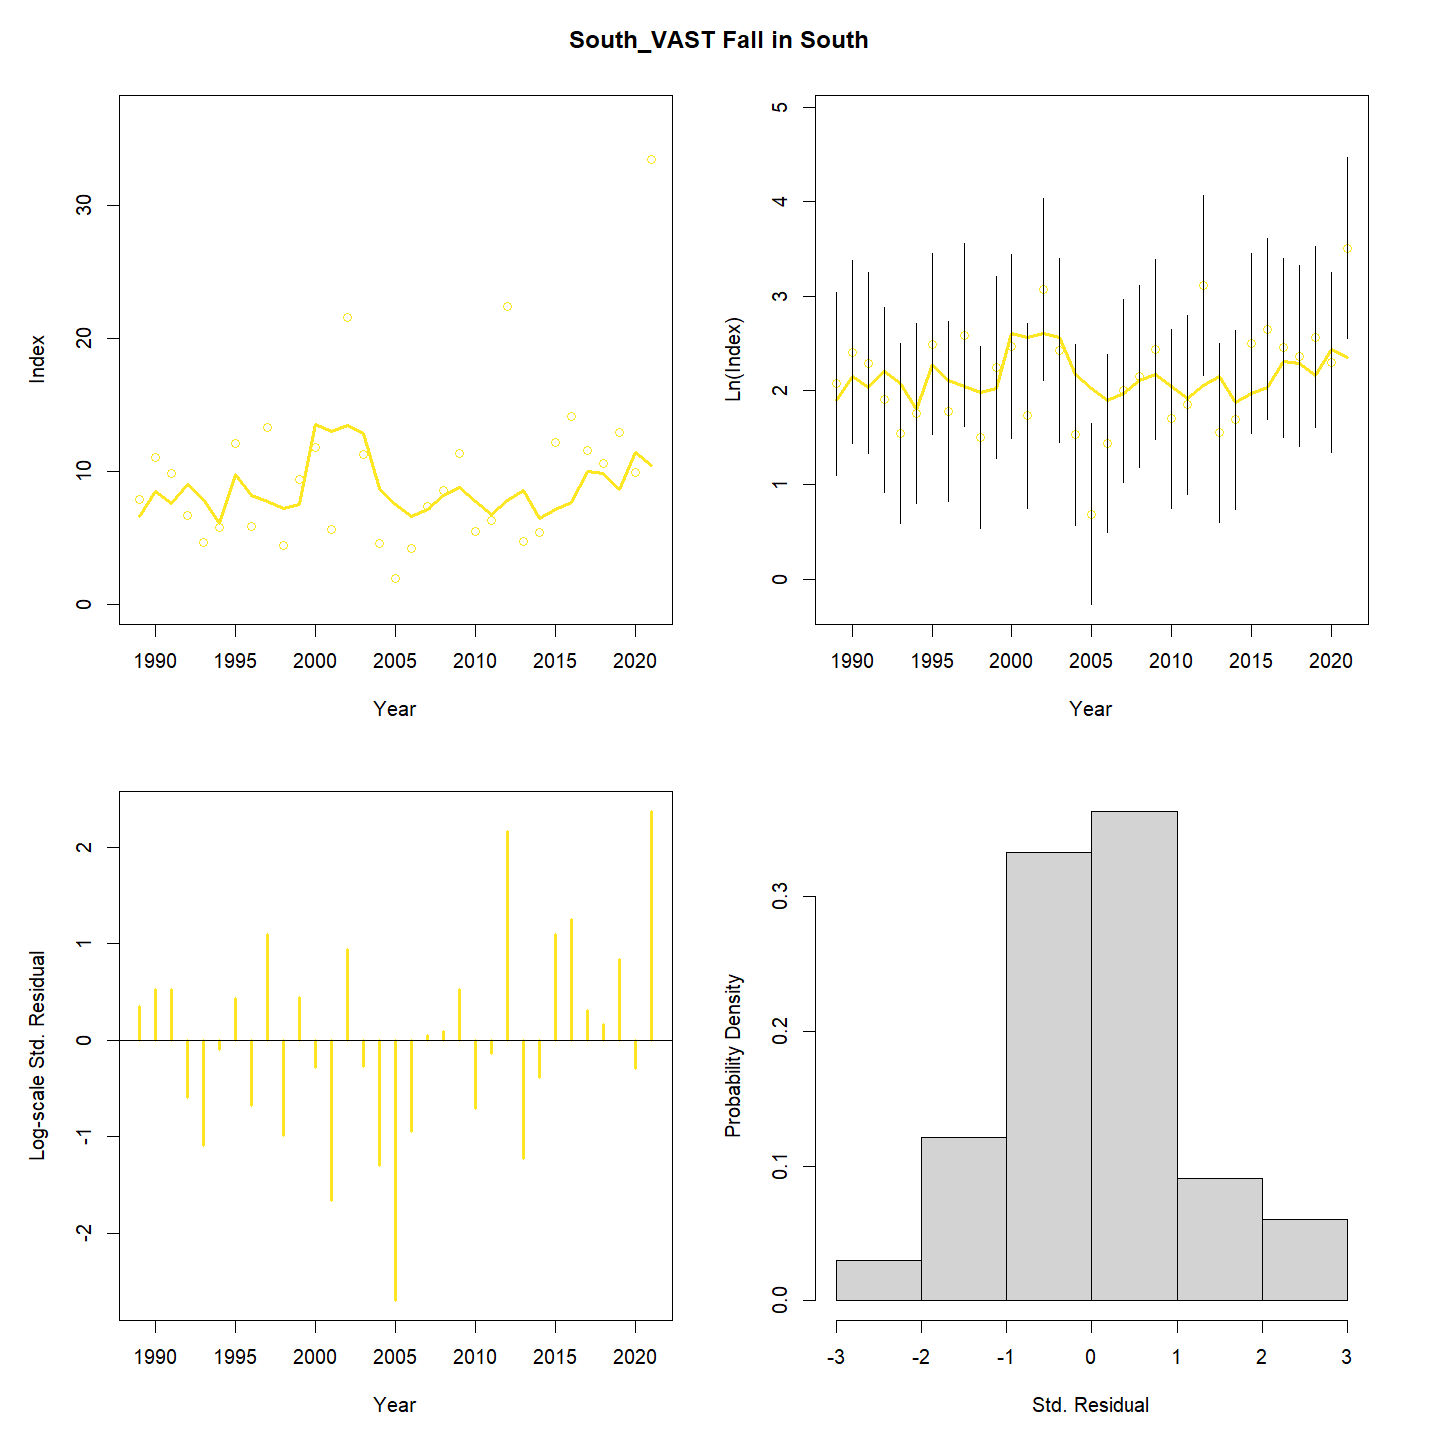 South_VAST Fall in South
Index
0 10 20 30
1990 1995 2000 2005 2010 2015 2020
Year
Ln(Index)
0 1 2 3 4 5
1990 1995 2000 2005 2010 2015 2020
Year
Log-scale Std. Residual
-2 -1 0 1 2
1990 1995 2000 2005 2010 2015 2020
Year
Probability Density
0.0 0.1 0.2 0.3
-3 -2 -1 0 1 2 3
Std. Residual